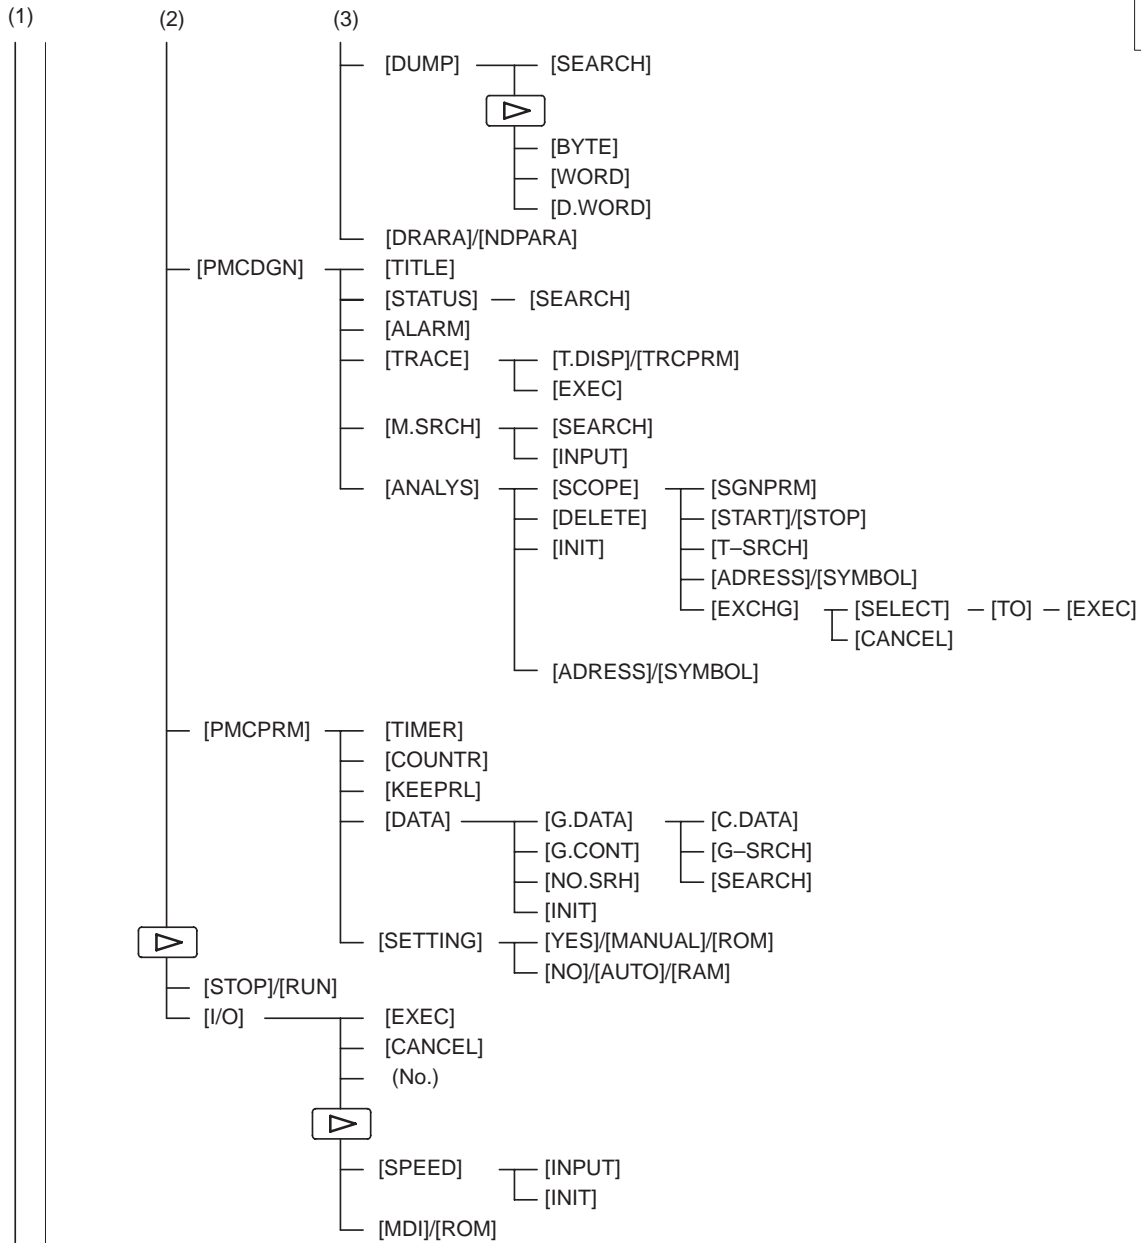 (1) (2) (3)
[DUMP] [SEARCH]
[BYTE]
[WORD]
[D.WORD]
[DRARA]/[NDPARA]
[PMCDGN] [TITLE]
[STATUS] [SEARCH]
[ALARM]
[TRACE] [T.DISP]/[TRCPRM]
[EXEC]
[M.SRCH] [SEARCH]
[INPUT]
[ANALYS] [SCOPE] [SGNPRM]
[DELETE] [START]/[STOP]
[INIT] [T–SRCH]
[ADRESS]/[SYMBOL]
[EXCHG] [SELECT] [TO] [EXEC]
[CANCEL]
[ADRESS]/[SYMBOL]
[PMCPRM] [TIMER]
[COUNTR]
[KEEPRL]
[DATA] [G.DATA] [C.DATA]
[G.CONT] [G–SRCH]
[NO.SRH] [SEARCH]
[INIT]
[SETTING] [YES]/[MANUAL]/[ROM]
[NO]/[AUTO]/[RAM]
[STOP]/[RUN]
[I/O] [EXEC]
[CANCEL]
(No.)
[SPEED] [INPUT]
[INIT]
[MDI]/[ROM]